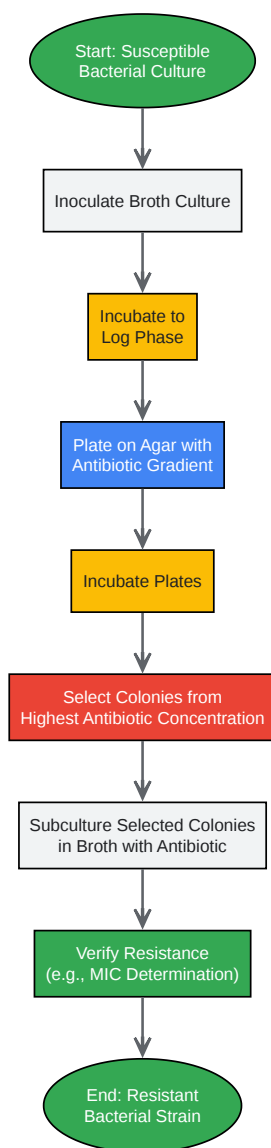 Start: Susceptible
Bacterial Culture
Inoculate Broth Culture
Incubate to
Log Phase
Plate on Agar with
Antibiotic Gradient
Incubate Plates
Select Colonies from
Highest Antibiotic Concentration
Subculture Selected Colonies
in Broth with Antibiotic
Verify Resistance
(e.g., MIC Determination)
End: Resistant
Bacterial Strain